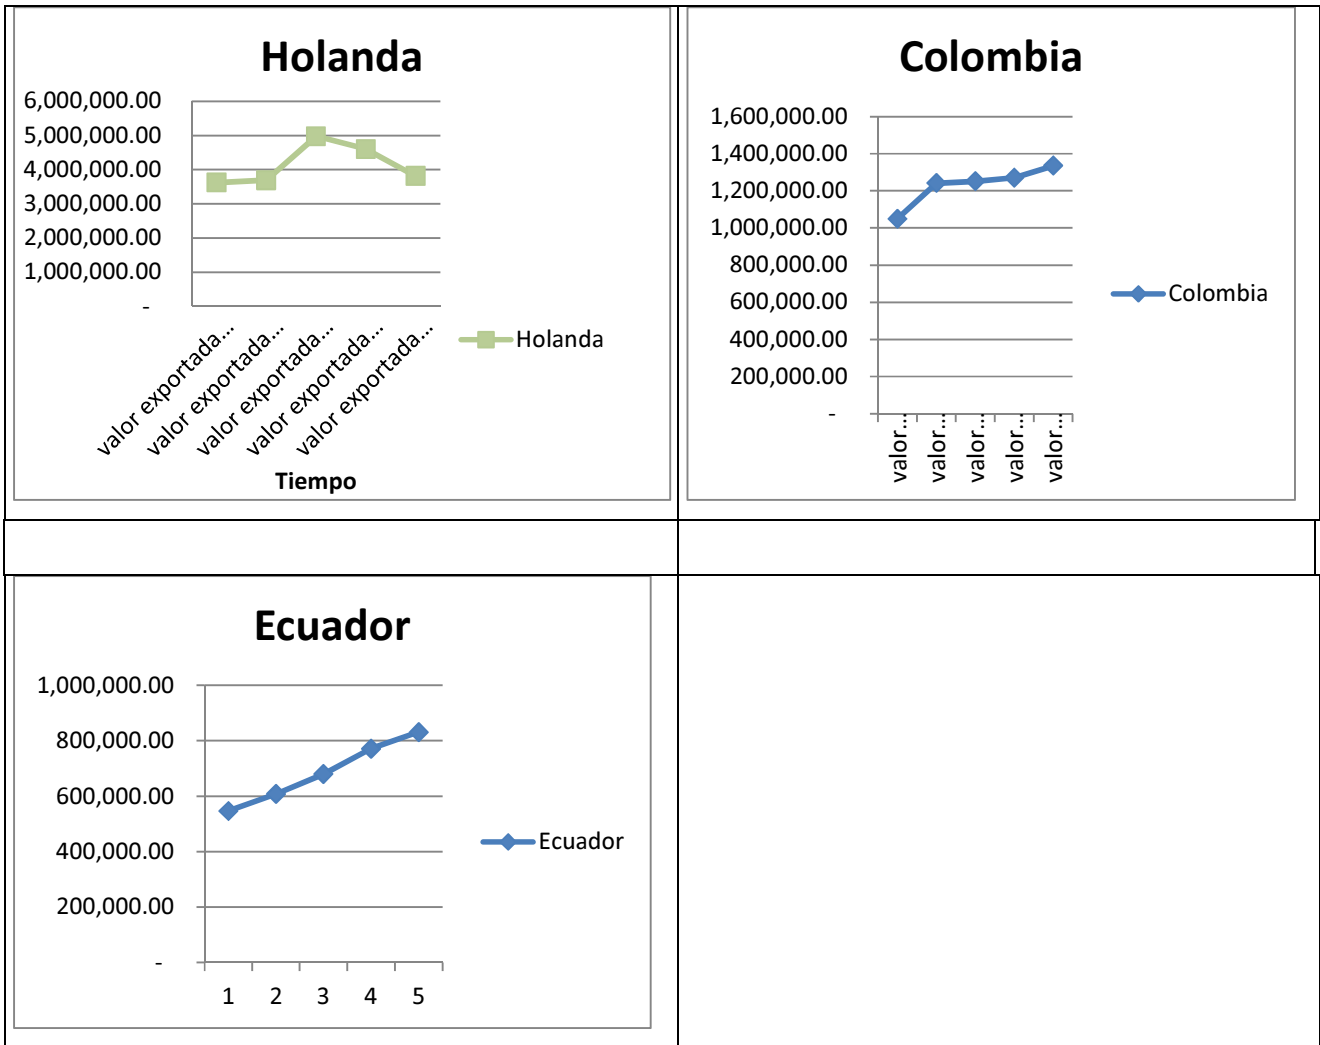 Holanda
6,000,000.00
5,000,000.00
4,000,000.00
3,000,000.00
2,000,000.00
1,000,000.00
-
valor exportada...
valor exportada...
valor exportada...
valor exportada...
valor exportada...
Tiempo
Holanda
Colombia
1,600,000.00
1,400,000.00
1,200,000.00
1,000,000.00
800,000.00
600,000.00
400,000.00
200,000.00
-
valor...
valor...
valor...
valor...
valor...
Colombia
Ecuador
1,000,000.00
800,000.00
600,000.00
400,000.00
200,000.00
-
1 2 3 4 5
Ecuador